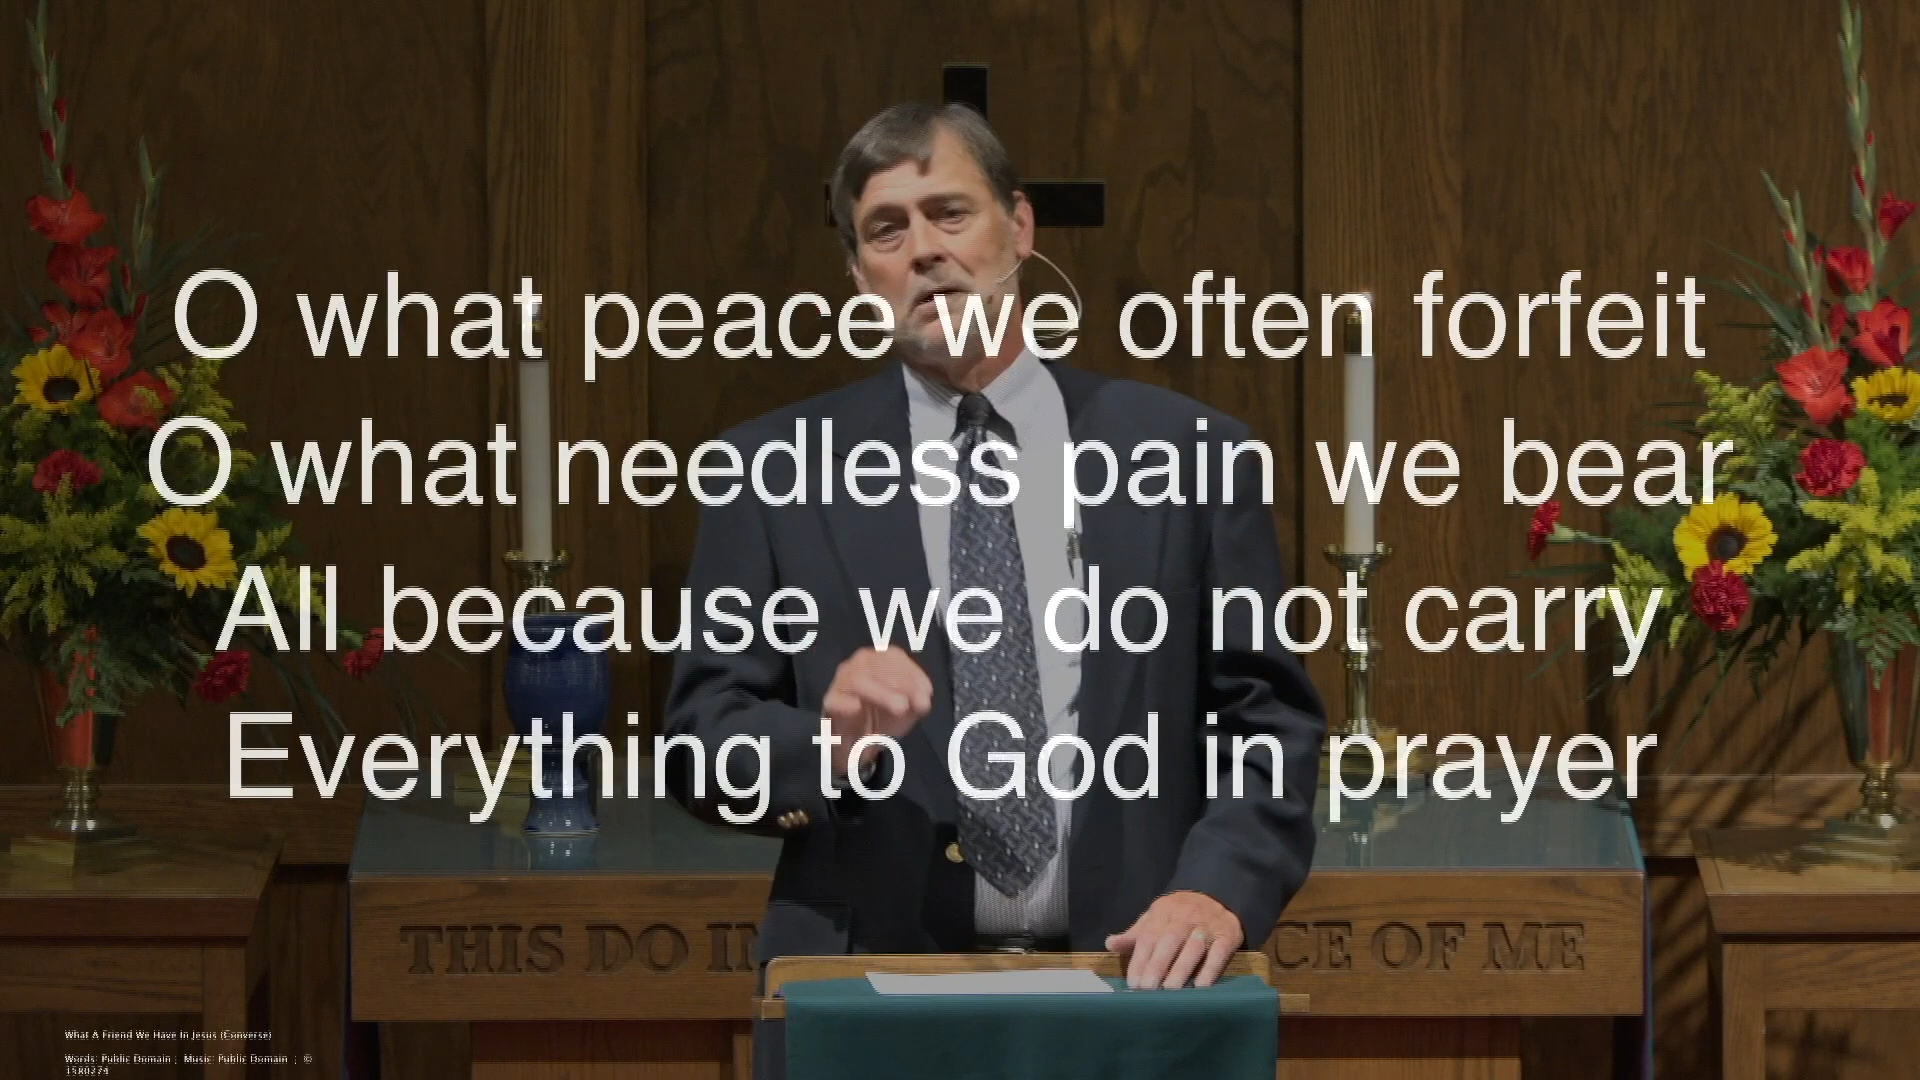 O what peace we often forfeit
O what needless pain we bear
All because we do not carry
Everything to God in prayer
THIS DO IN CE OF ME
What A Friend We Have In Jesus (Converse)
Words: Public Domain ; Music: Public Domain ; ©
1580274